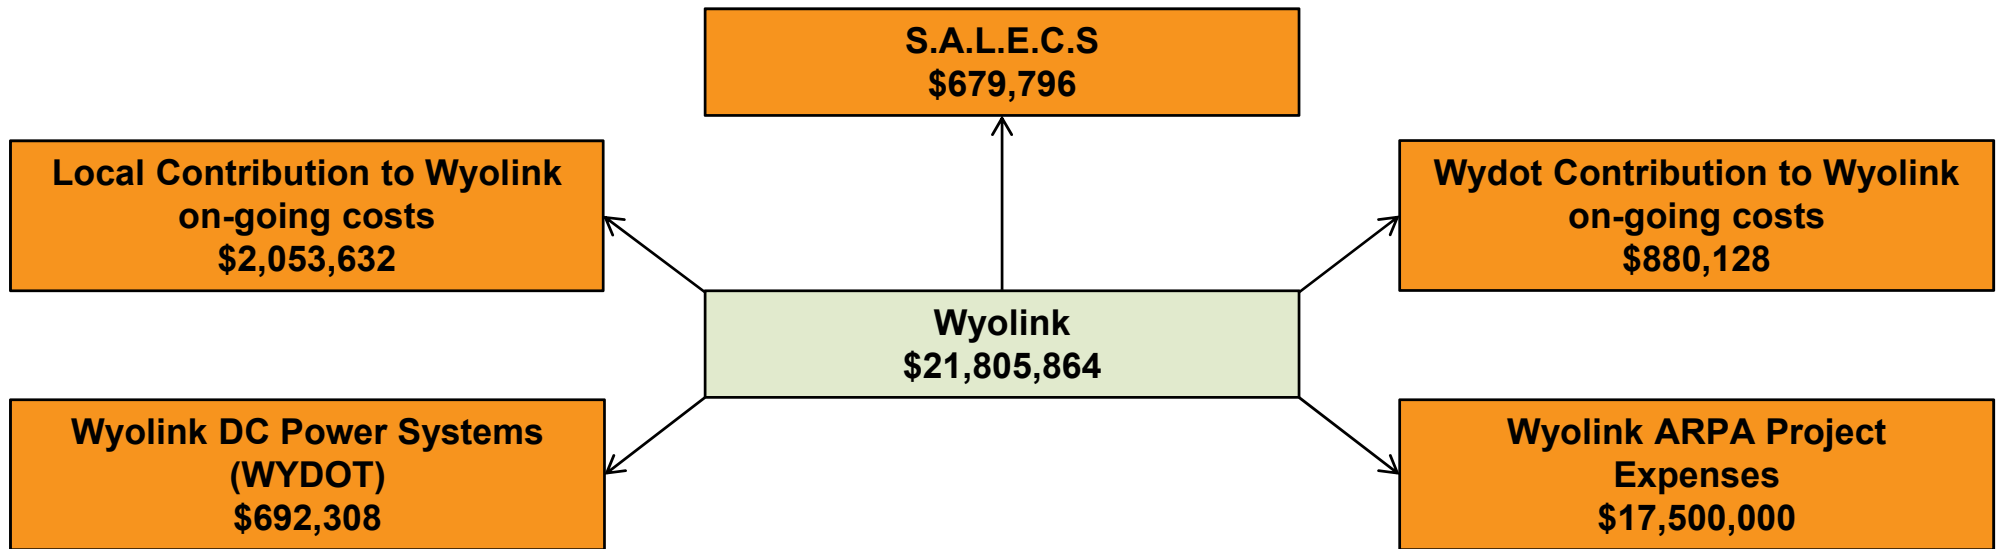 S.A.L.E.C.S
$679,796
Local Contribution to Wyolink
on-going costs
$2,053,632
Wydot Contribution to Wyolink
on-going costs
$880,128
Wyolink
$21,805,864
Wyolink DC Power Systems
(WYDOT)
$692,308
Wyolink ARPA Project
Expenses
$17,500,000